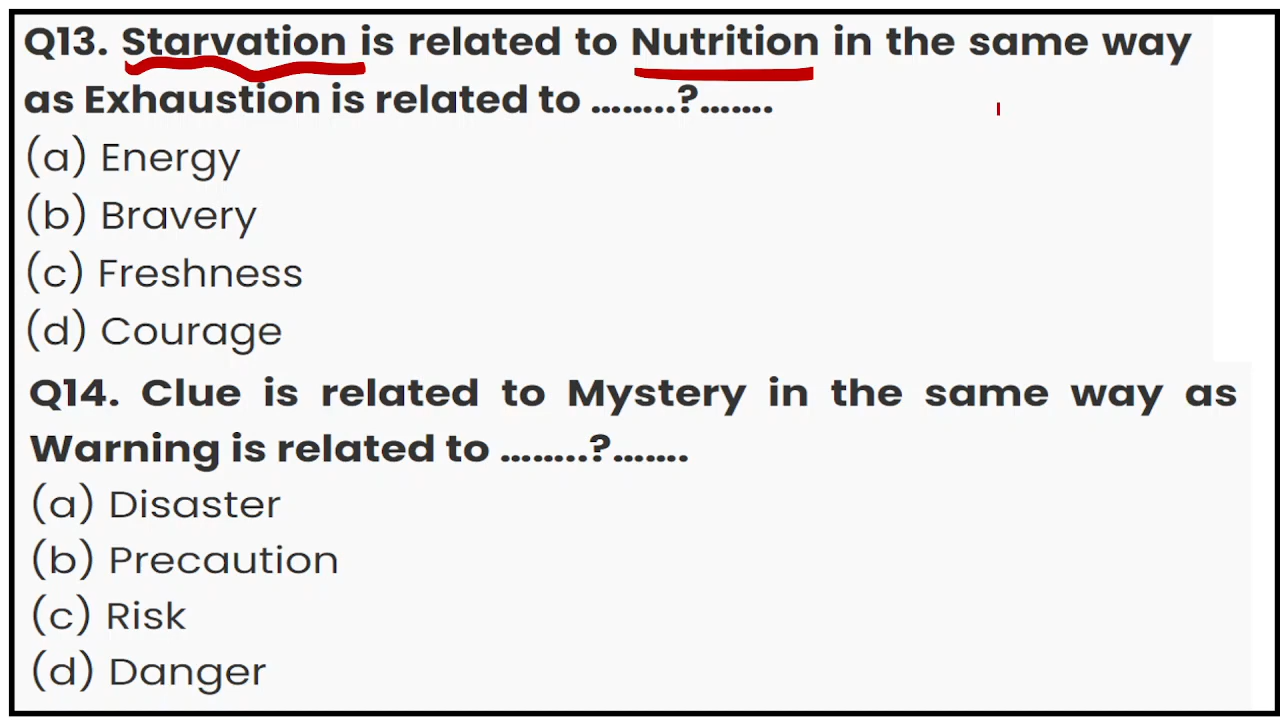 Q13. Starvation is related to Nutrition in the same way
as Exhaustion is related to ........?.......
(a) Energy
(b) Bravery
(c) Freshness
(d) Courage
Q14. Clue is related to Mystery in the same way as
Warning is related to ........?.......
(a) Disaster
(b) Precaution
(c) Risk
(d) Danger